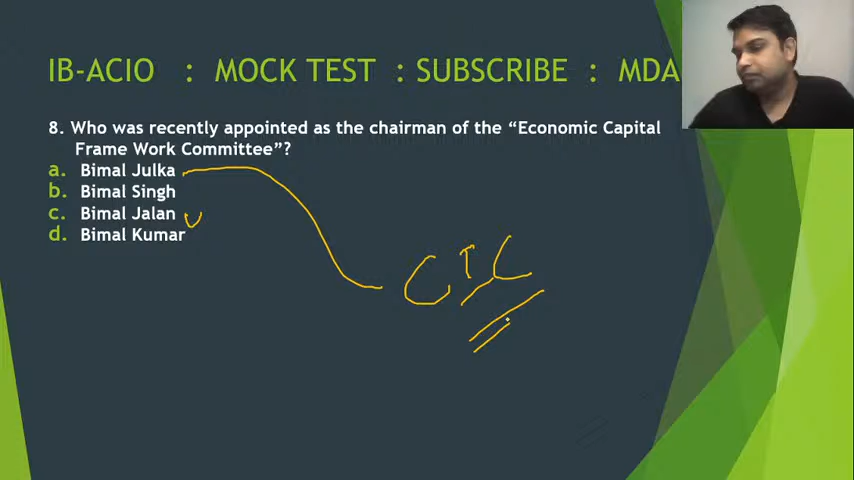 IB-ACIO : MOCK TEST : SUBSCRIBE : MDA
8. Who was recently appointed as the chairman of the “Economic Capital
Frame Work Committee”?
a. Bimal Julka
b. Bimal Singh
c. Bimal Jalan
d. Bimal Kumar
CIC